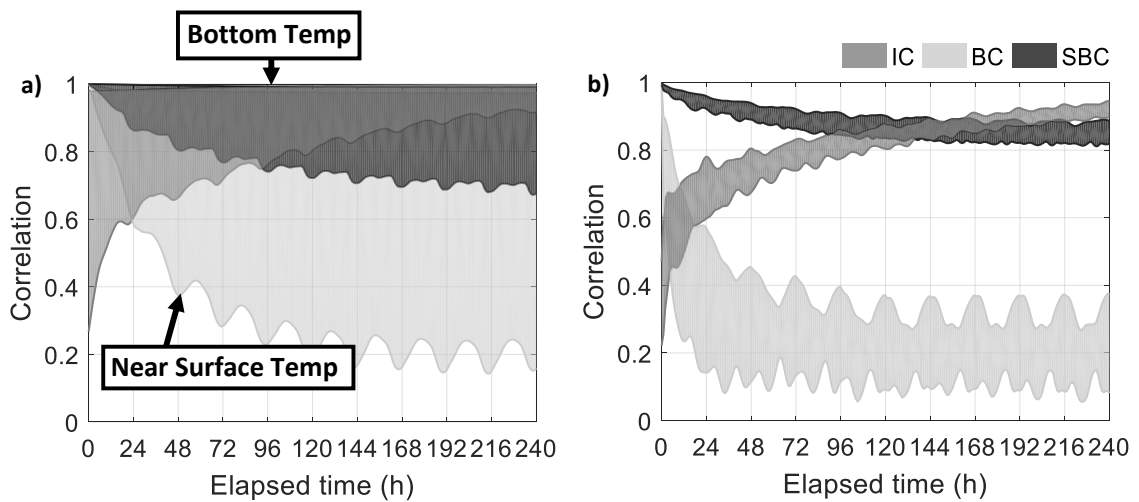 Bottom Temp
IC BC SBC
a)
b)
1
0.8
0.6
0.4
0.2
0
Correlation
Near Surface Temp
0 24 48 72 96 120 144 168 192 216 240
Elapsed time (h)
1
0.8
0.6
0.4
0.2
0
Correlation
0 24 48 72 96 120 144 168 192 216 240
Elapsed time (h)